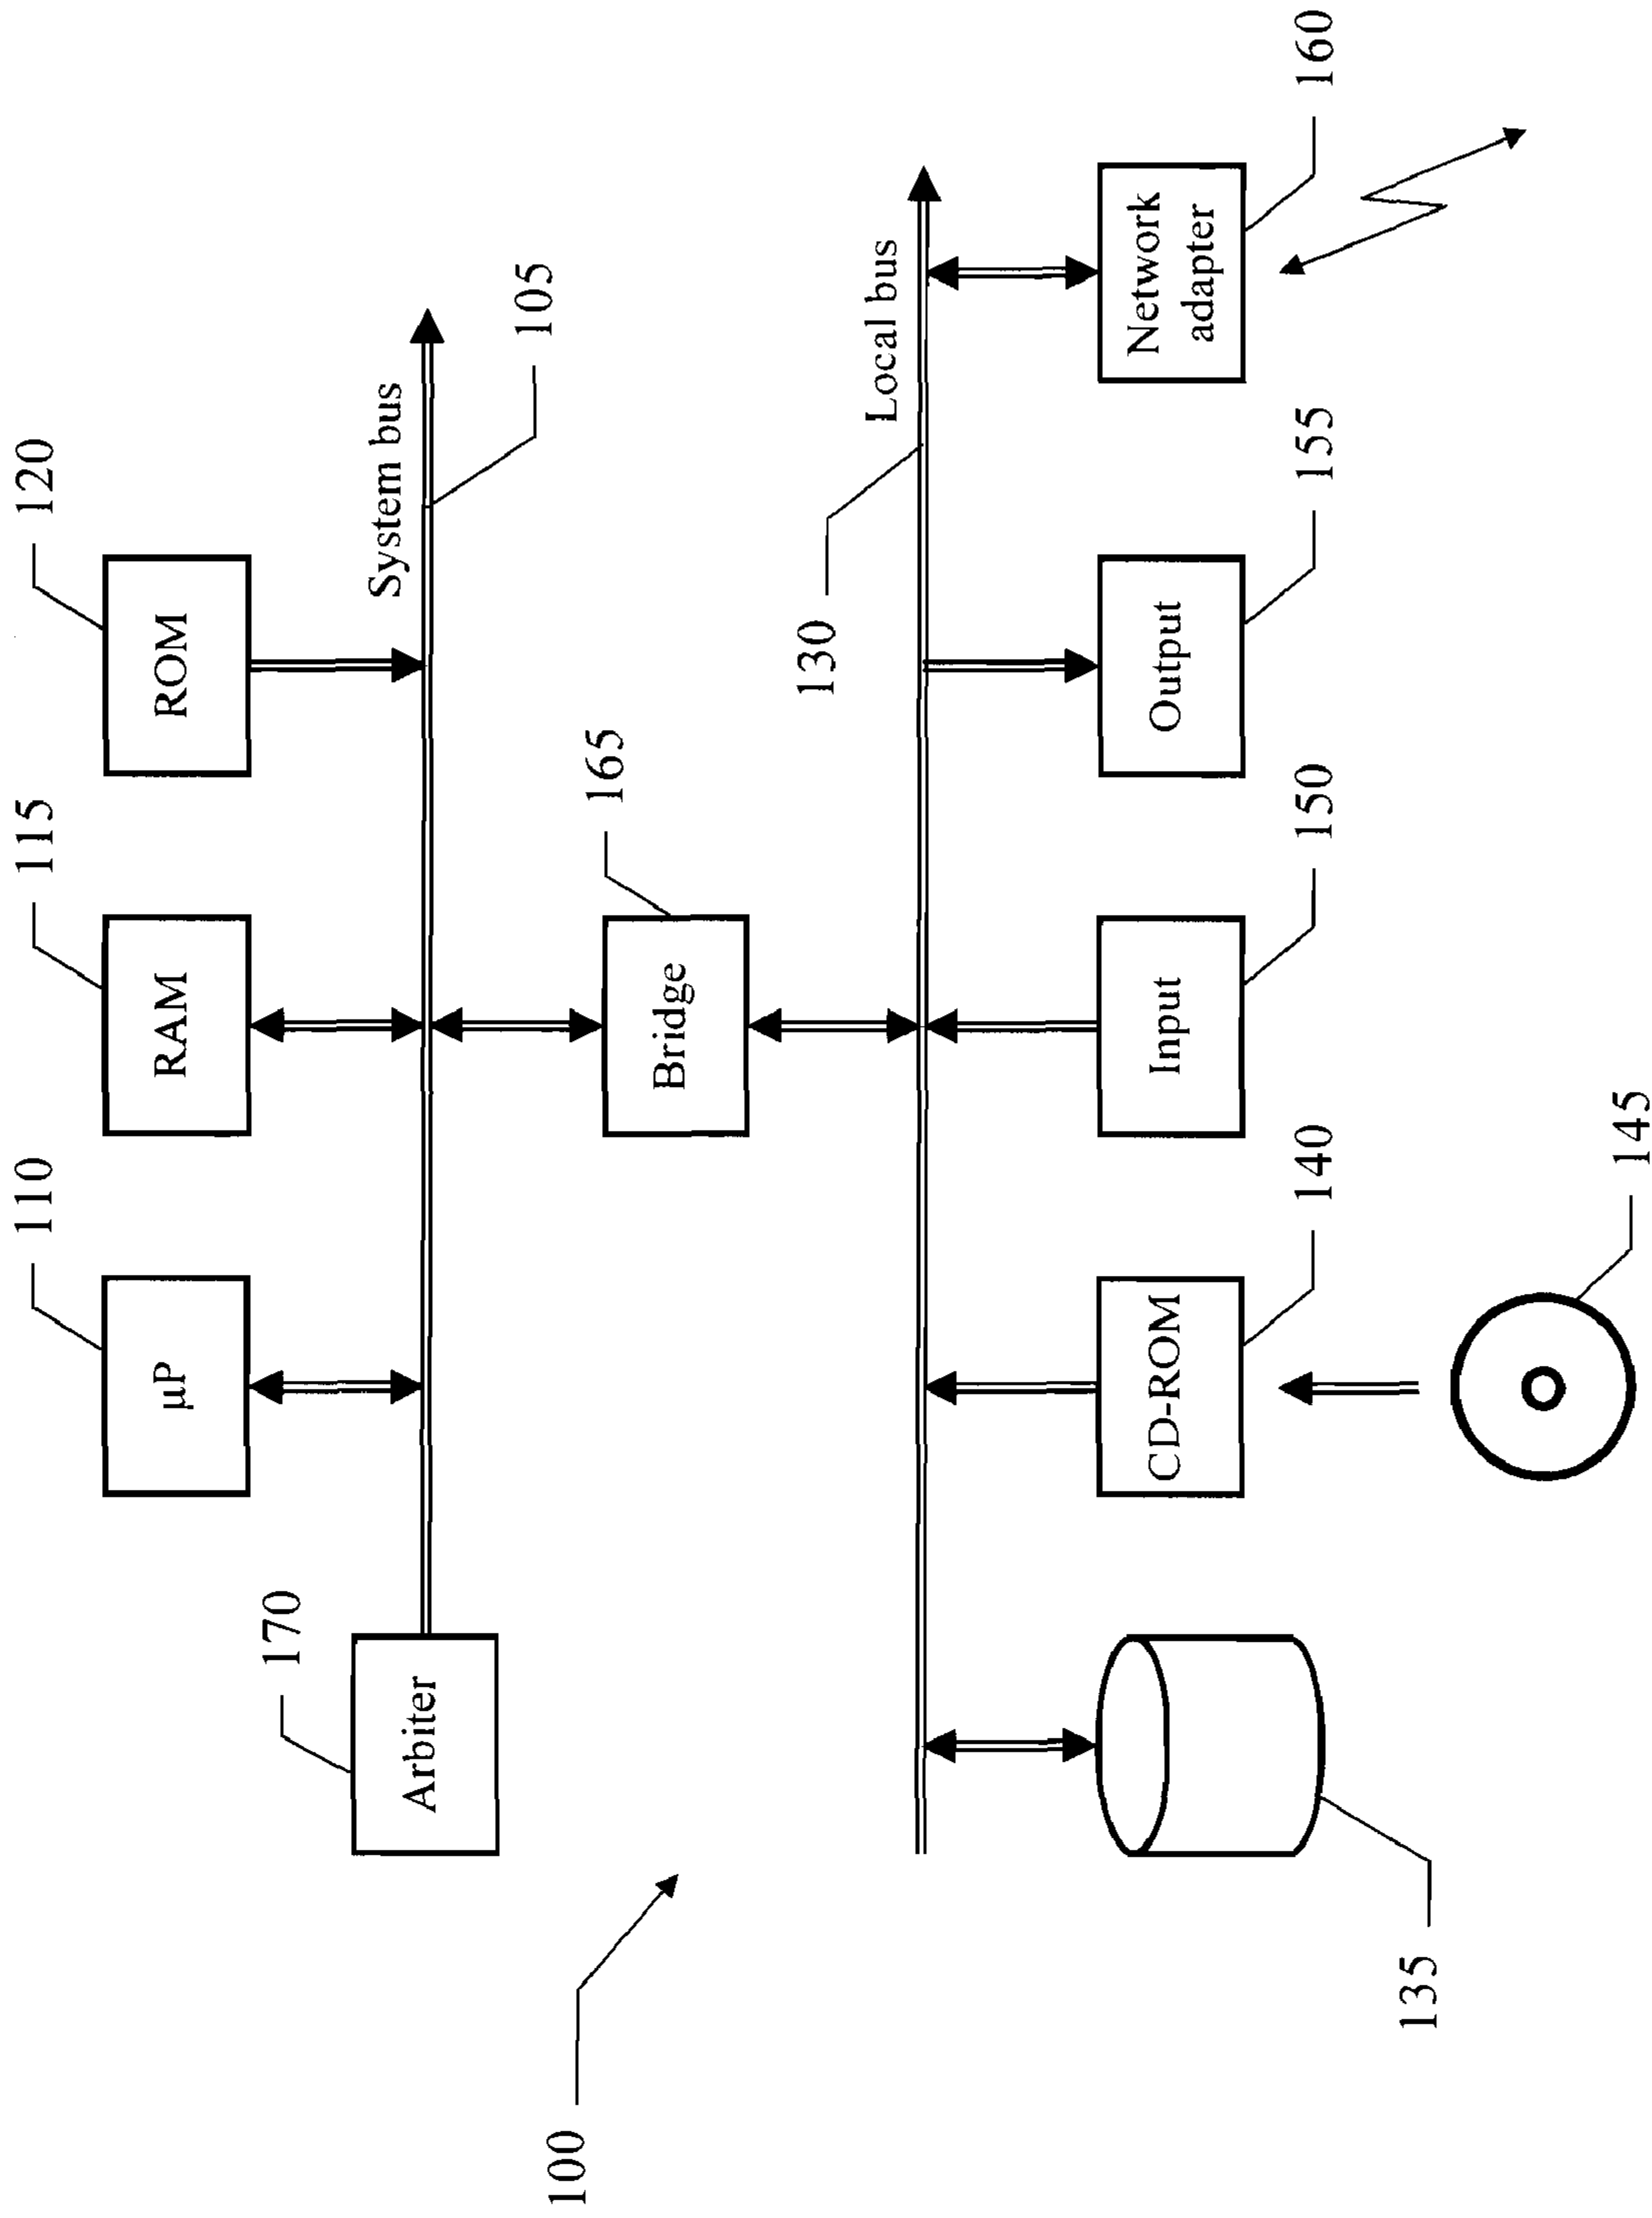 110
115
120
µP
RAM
ROM
170
Arbiter
System bus
105
100
165
Bridge
130
Local bus
CD-ROM
Input
Output
Network
adapter
135
140
150
155
160
145